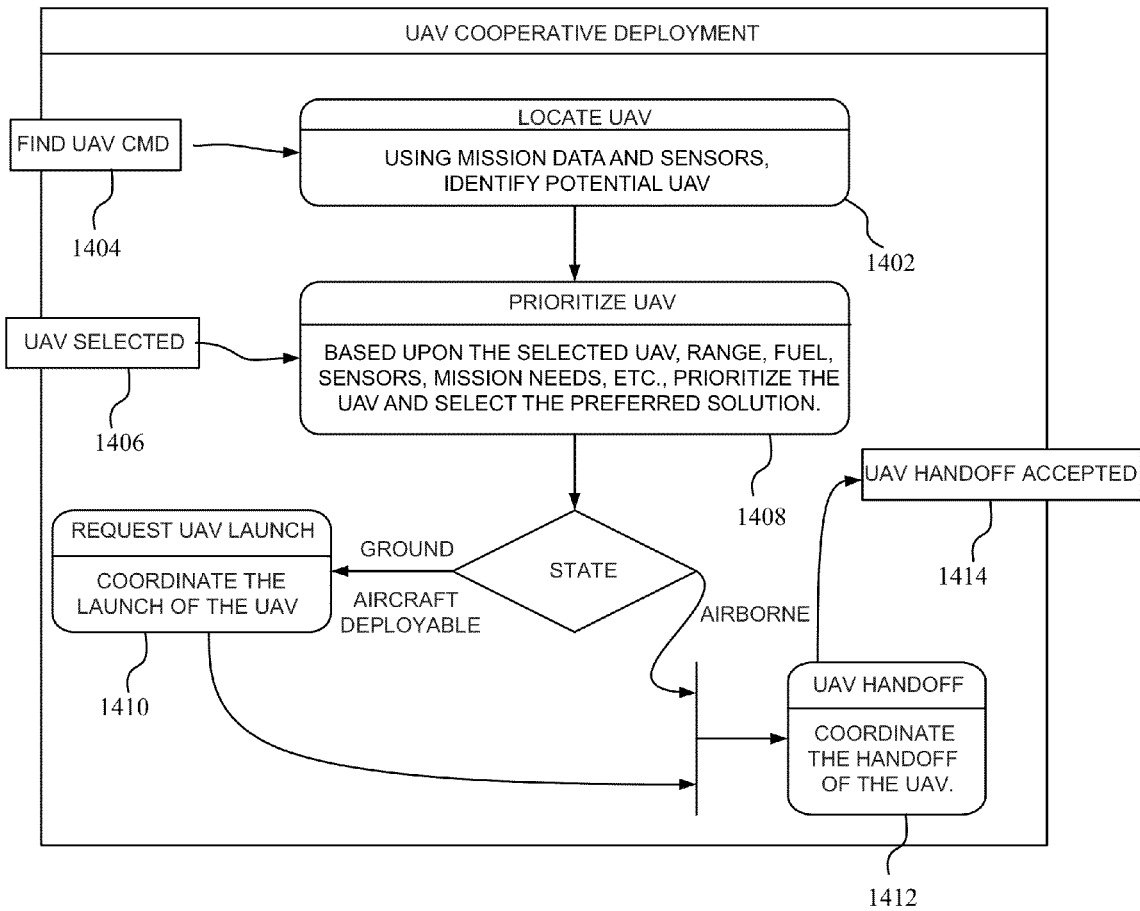 UAV COOPERATIVE DEPLOYMENT
FIND UAV CMD
1404
LOCATE UAV
USING MISSION DATA AND SENSORS,
IDENTIFY POTENTIAL UAV
1402
UAV SELECTED
1406
PRIORITIZE UAV
BASED UPON THE SELECTED UAV, RANGE, FUEL,
SENSORS, MISSION NEEDS, ETC., PRIORITIZE THE
UAV AND SELECT THE PREFERRED SOLUTION.
1408
UAV HANDOFF ACCEPTED
1414
REQUEST UAV LAUNCH
COORDINATE THE
LAUNCH OF THE UAV
1410
GROUND
AIRCRAFT
DEPLOYABLE
STATE
AIRBORNE
UAV HANDOFF
COORDINATE
THE HANDOFF
OF THE UAV.
1412